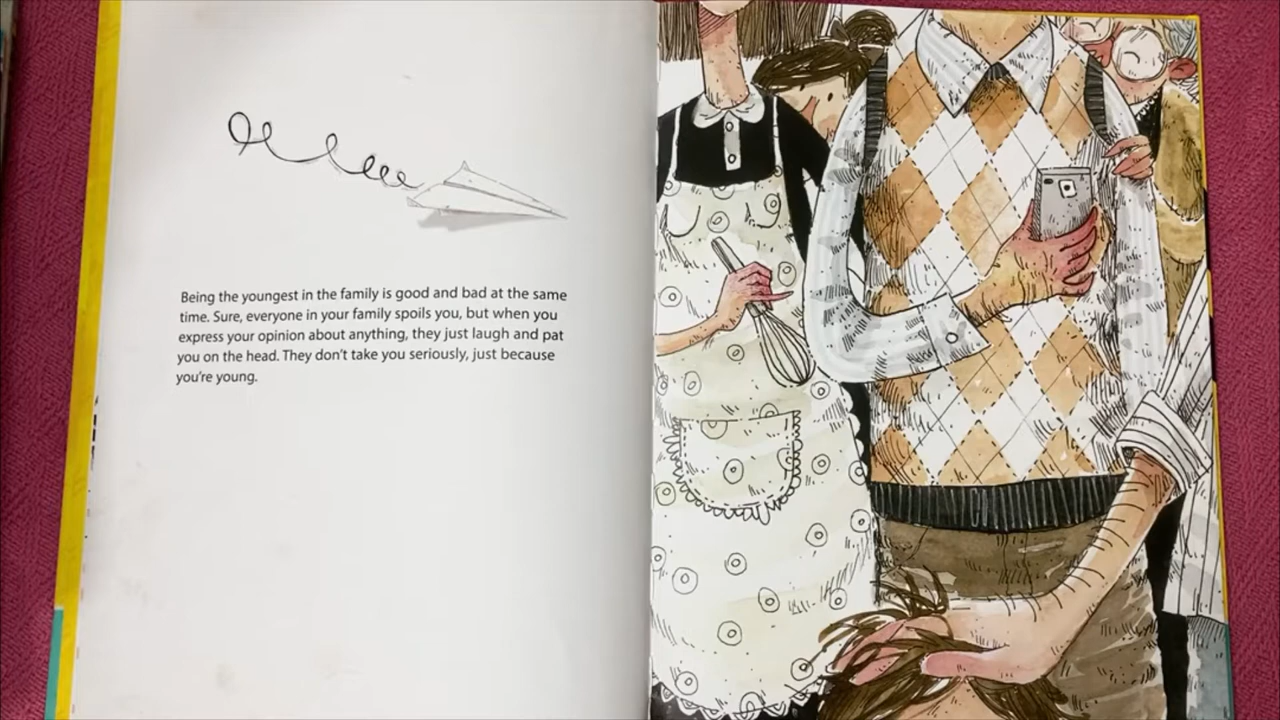 Being the youngest in the family is good and bad at the same
time. Sure, everyone in your family spoils you, but when you
express your opinion about anything, they just laugh and pat
you on the head. They don't take you seriously, just because
you're young.